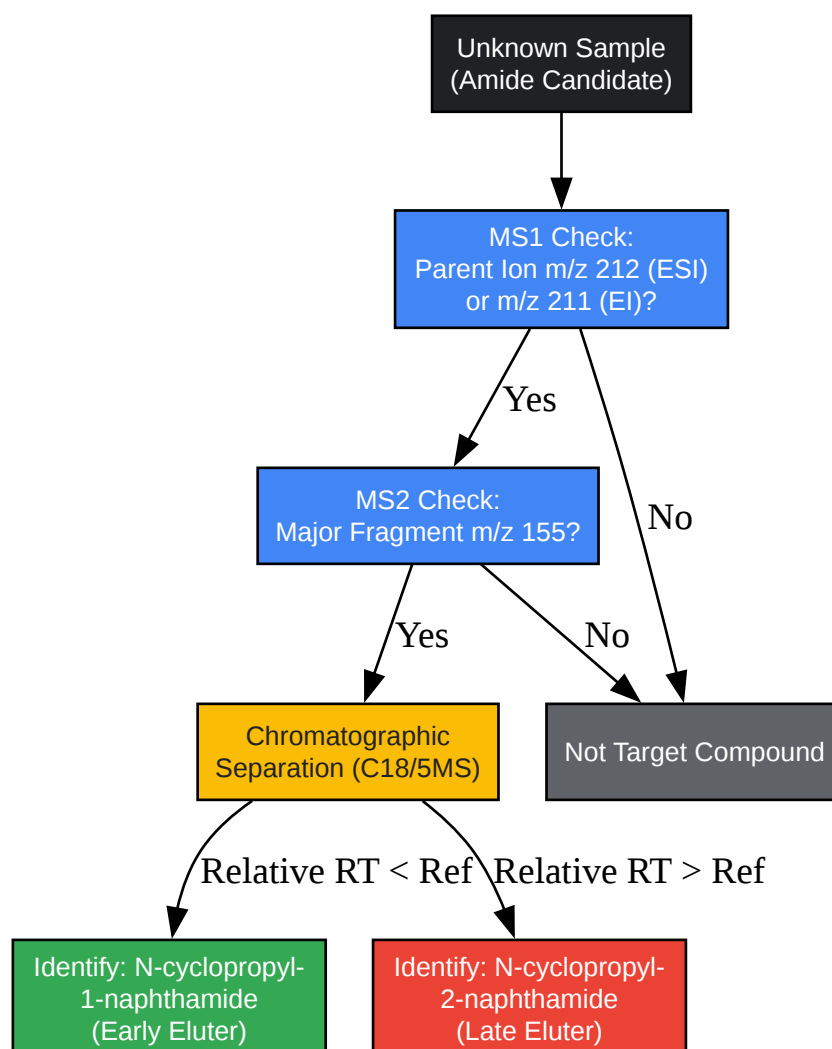 Unknown Sample
(Amide Candidate)
MS1 Check:
Parent Ion m/z 212 (ESI)
or m/z 211 (EI)?
Yes
No
MS2 Check:
Major Fragment m/z 155?
Yes
No
Chromatographic
Separation (C18/5MS)
Not Target Compound
Relative RT < Ref
Relative RT > Ref
Identify: N-cyclopropyl-
1-naphthamide
(Early Eluter)
Identify: N-cyclopropyl-
2-naphthamide
(Late Eluter)